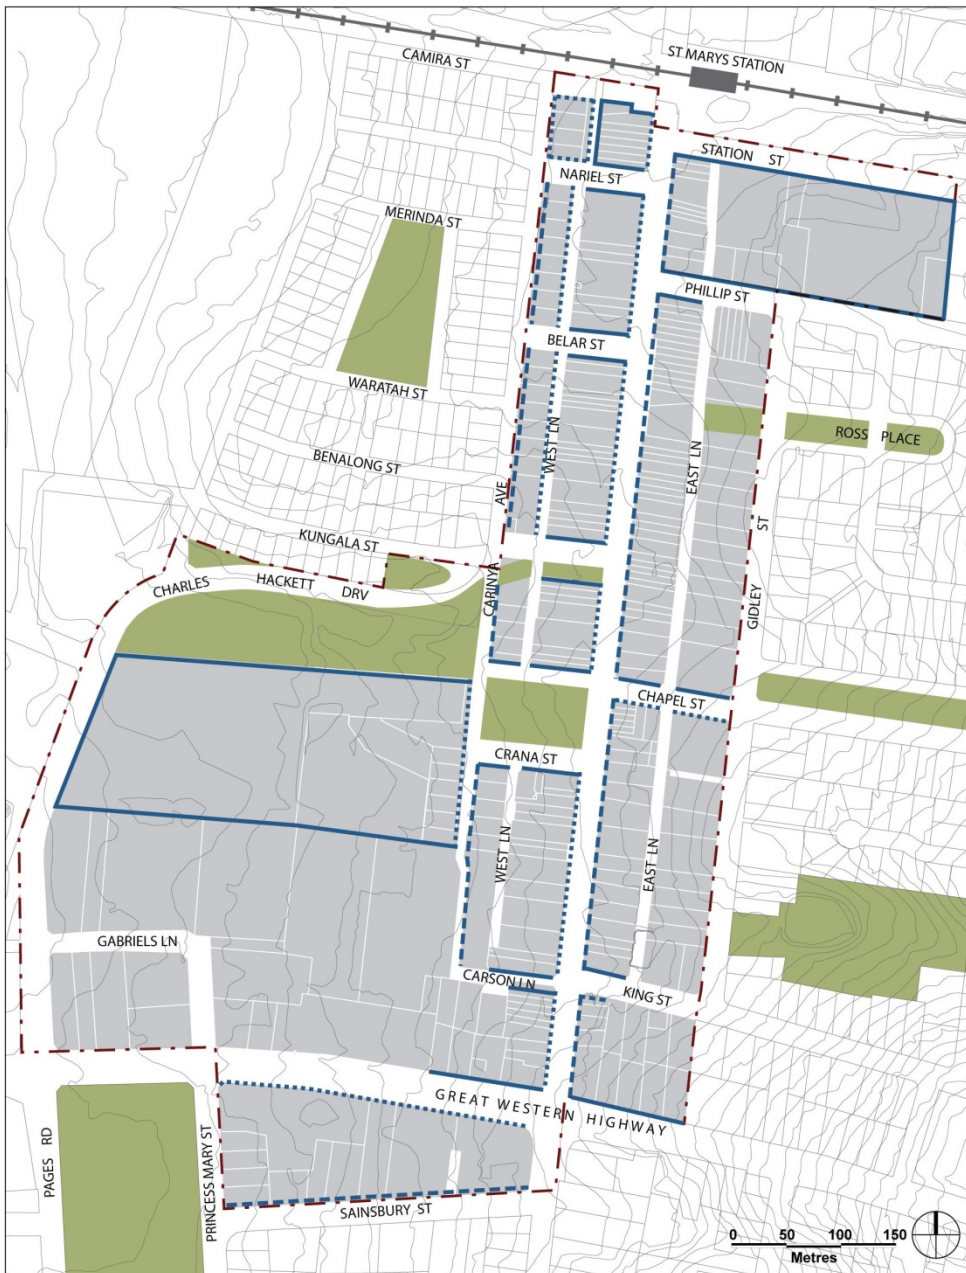 CAMIRA ST
ST MARYS STATION
STATION ST
NARIEL ST
MERINDA ST
PHILLIP ST
BELAR ST
WARATAH ST
ROSS PLACE
WEST LN
EAST LN
BENALONG ST
AVE
KUNGALA ST
ST
CHARLES HACKETT DRV
CARINYA
GIDLEY
CHAPEL ST
CRANA ST
WEST LN
EAST LN
GABRIELS LN
CARSON LN
KING ST
GREAT WESTERN HIGHWAY
PAGES RD
PRINCESS MARY ST
SAINSBURY ST
0 50 100 150
Metres